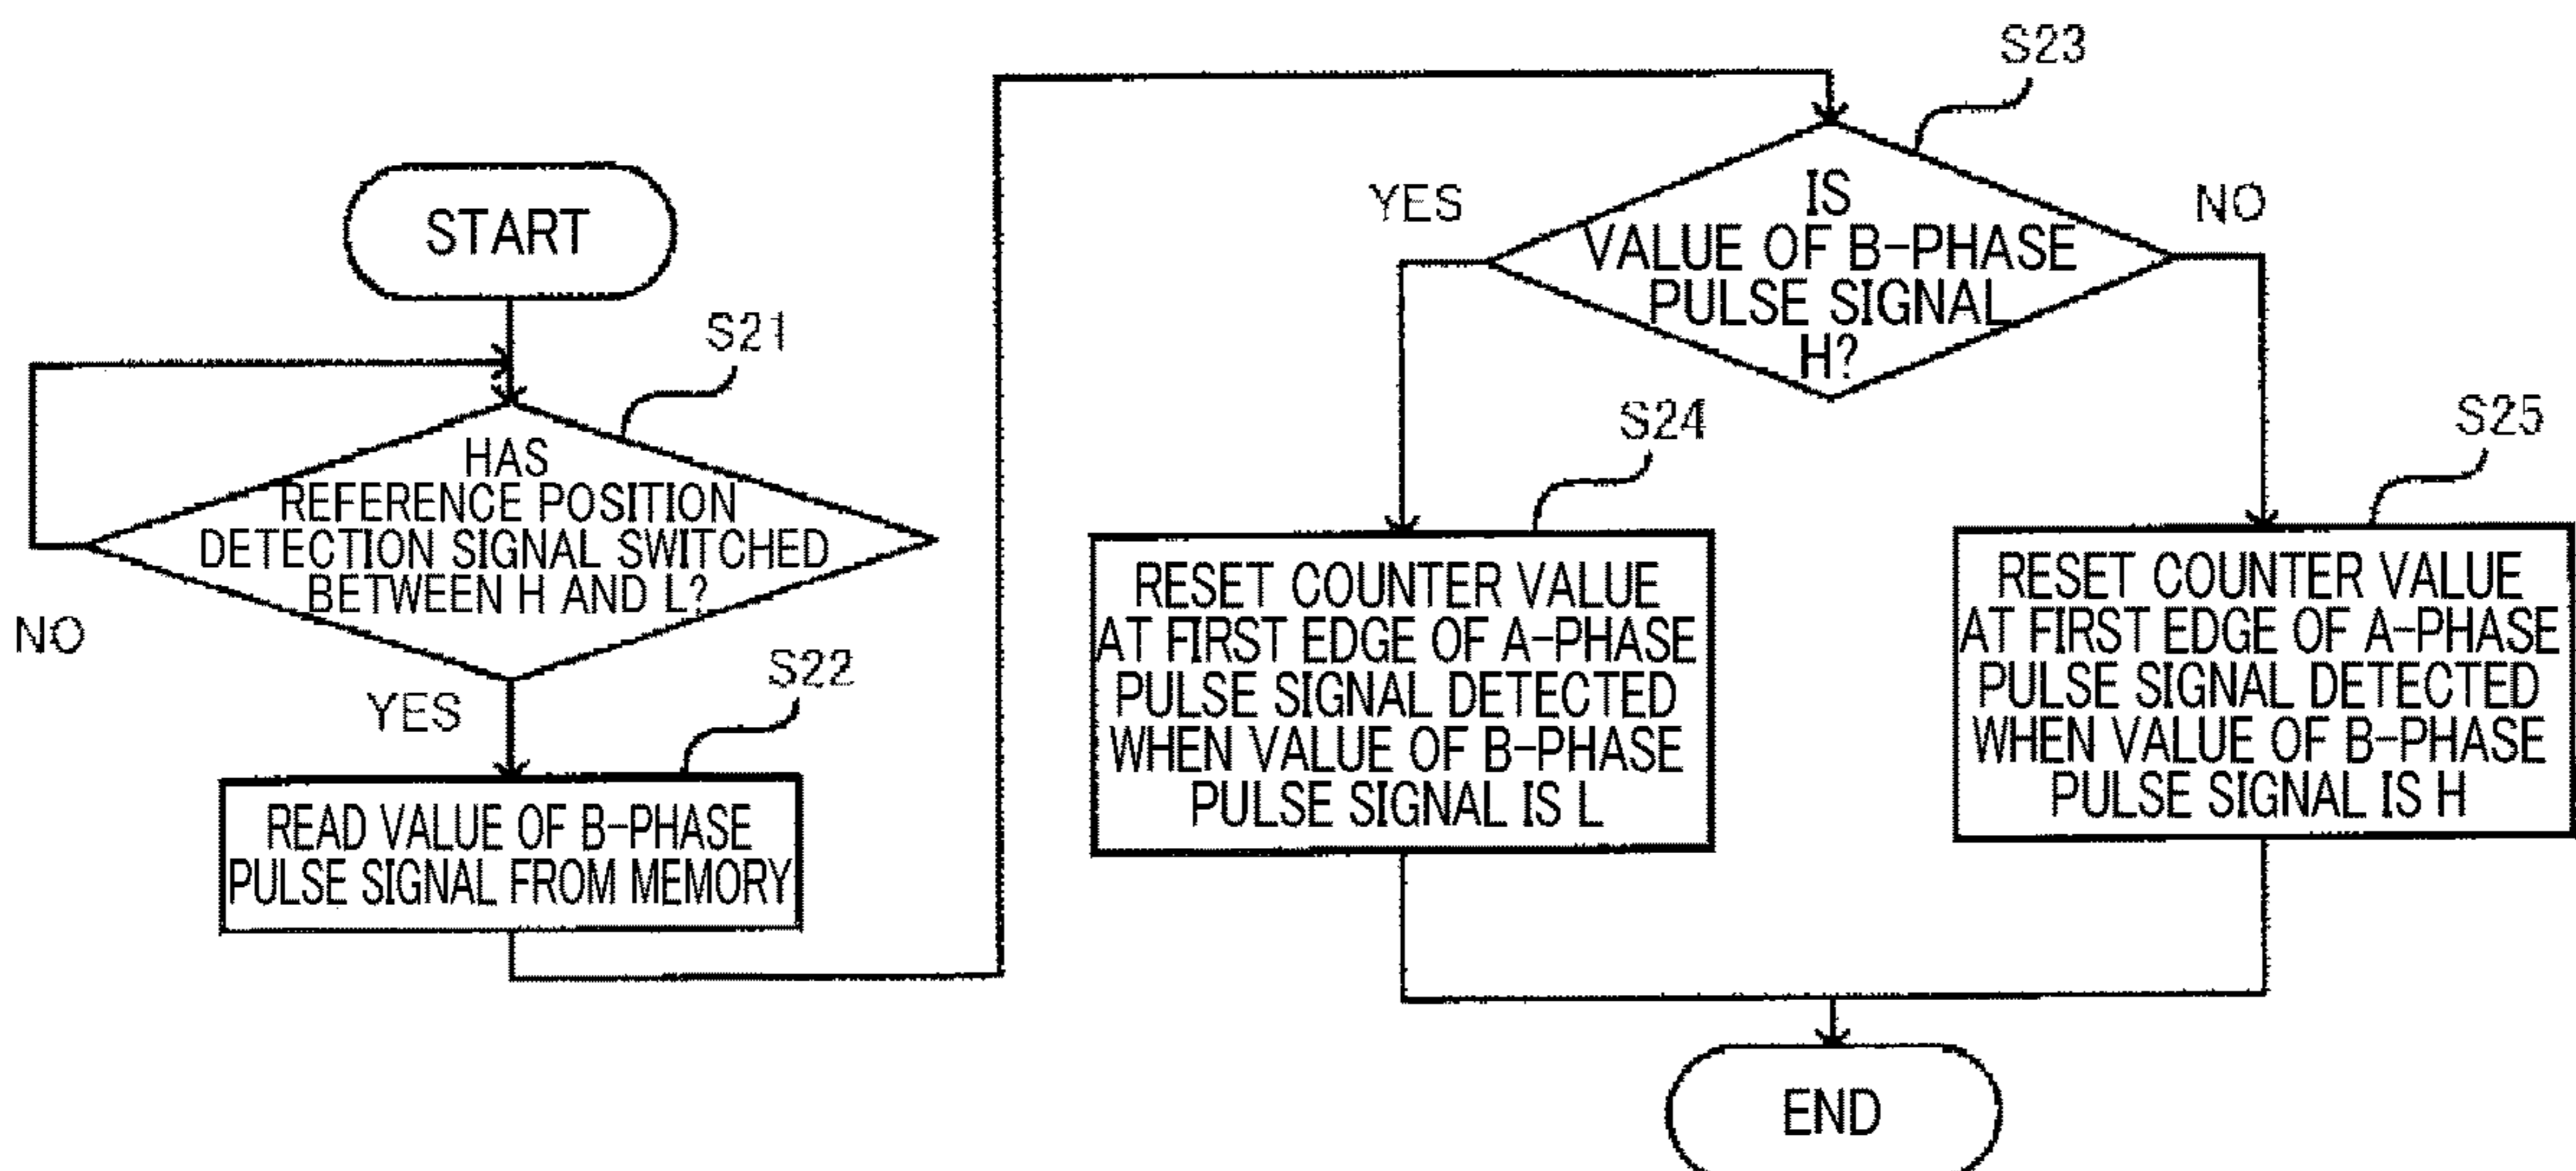 START
S21
HAS
REFERENCE POSITION
DETECTION SIGNAL SWITCHED
BETWEEN H AND L?
NO
YES
S22
READ VALUE OF B-PHASE
PULSE SIGNAL FROM MEMORY
S23
IS
VALUE OF B-PHASE
PULSE SIGNAL
H?
YES
NO
S24
RESET COUNTER VALUE
AT FIRST EDGE OF A-PHASE
PULSE SIGNAL DETECTED
WHEN VALUE OF B-PHASE
PULSE SIGNAL IS L
S25
RESET COUNTER VALUE
AT FIRST EDGE OF A-PHASE
PULSE SIGNAL DETECTED
WHEN VALUE OF B-PHASE
PULSE SIGNAL IS H
END